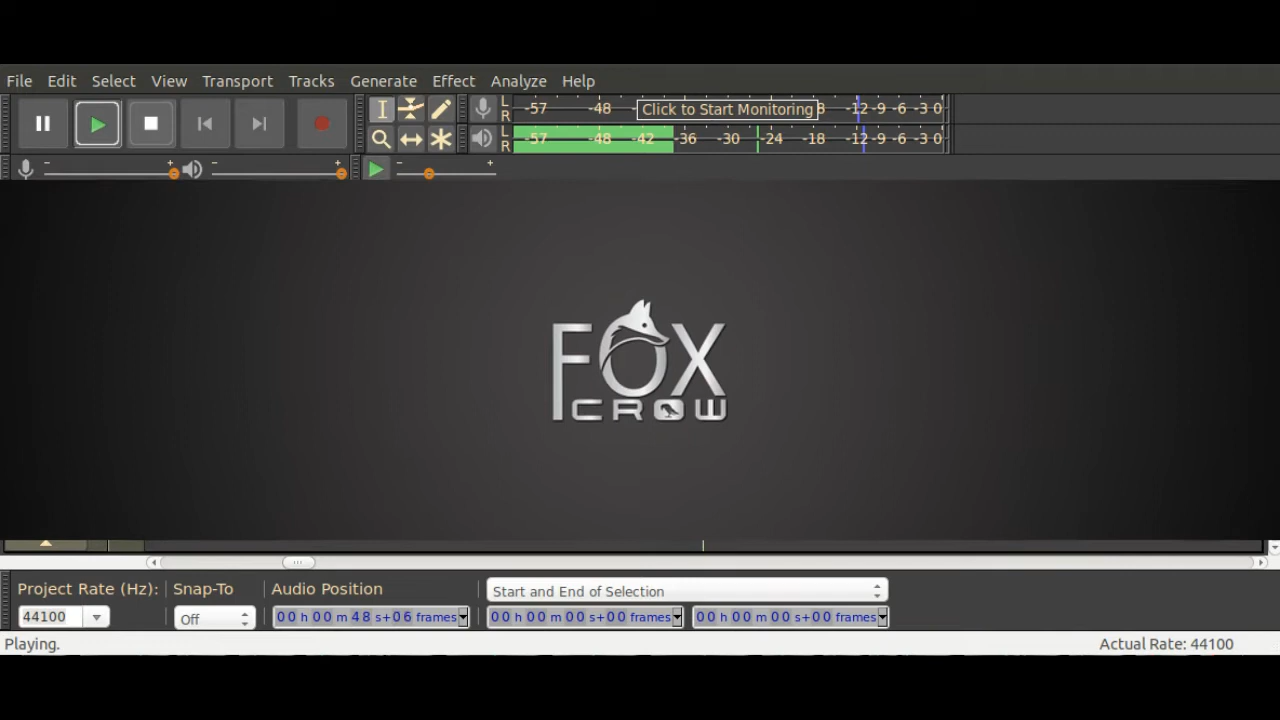 File Edit Select View Transport Tracks Generate Effect Analyze Help
L R -57 -48 Click to Start Monitoring 8 -12 -9 -6 -3 0
L R -57 -48 -42 -36 -30 -24 -18 -12 -9 -6 -3 0
- + - + - +
FOX
CROW
Project Rate (Hz): Snap-To Audio Position Start and End of Selection
44100 Off 00 h 00 m 48 s+06 frames 00 h 00 m 00 s+00 frames 00 h 00 m 00 s+00 frames
Playing. Actual Rate: 44100